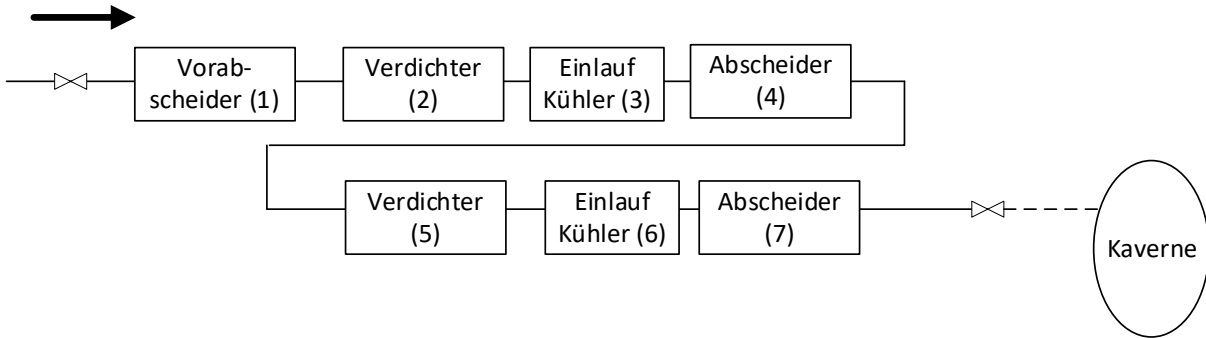 Vorab-
scheider (1)
Verdichter
(2)
Einlauf
Kühler (3)
Abscheider
(4)
Verdichter
(5)
Einlauf
Kühler (6)
Abscheider
(7)
Kaverne